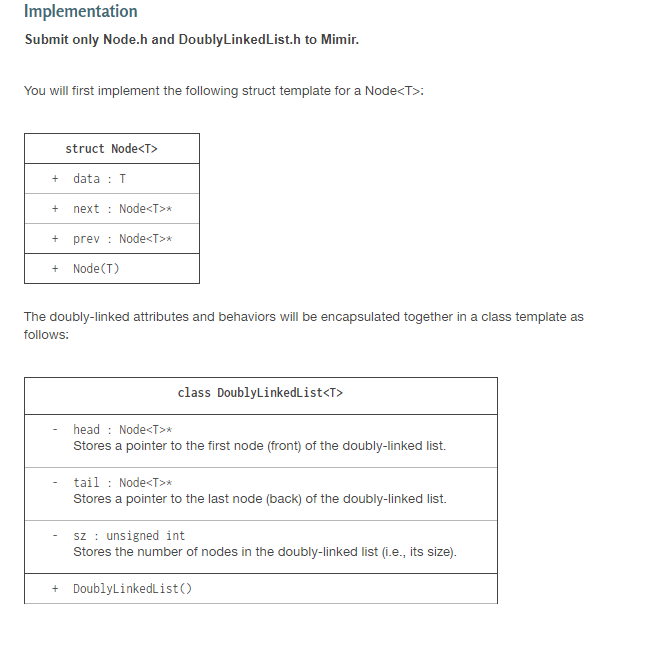 Implementation
Submit only Node.h and DoublyLinkedList.h to Mimir.
You will first implement the following struct template for a Node<T>:
struct Node<T>
+ data : T
+ next : Node<T>*
+ prev : Node<T>*
+ Node(T)
The doubly-linked attributes and behaviors will be encapsulated together in a class template as
follows:
class DoublyLinkedList<T>
- head : Node<T>*
Stores a pointer to the first node (front) of the doubly-linked list.
- tail : Node<T>*
Stores a pointer to the last node (back) of the doubly-linked list.
- sz : unsigned int
Stores the number of nodes in the doubly-linked list (i.e., its size).
+ DoublyLinkedList()